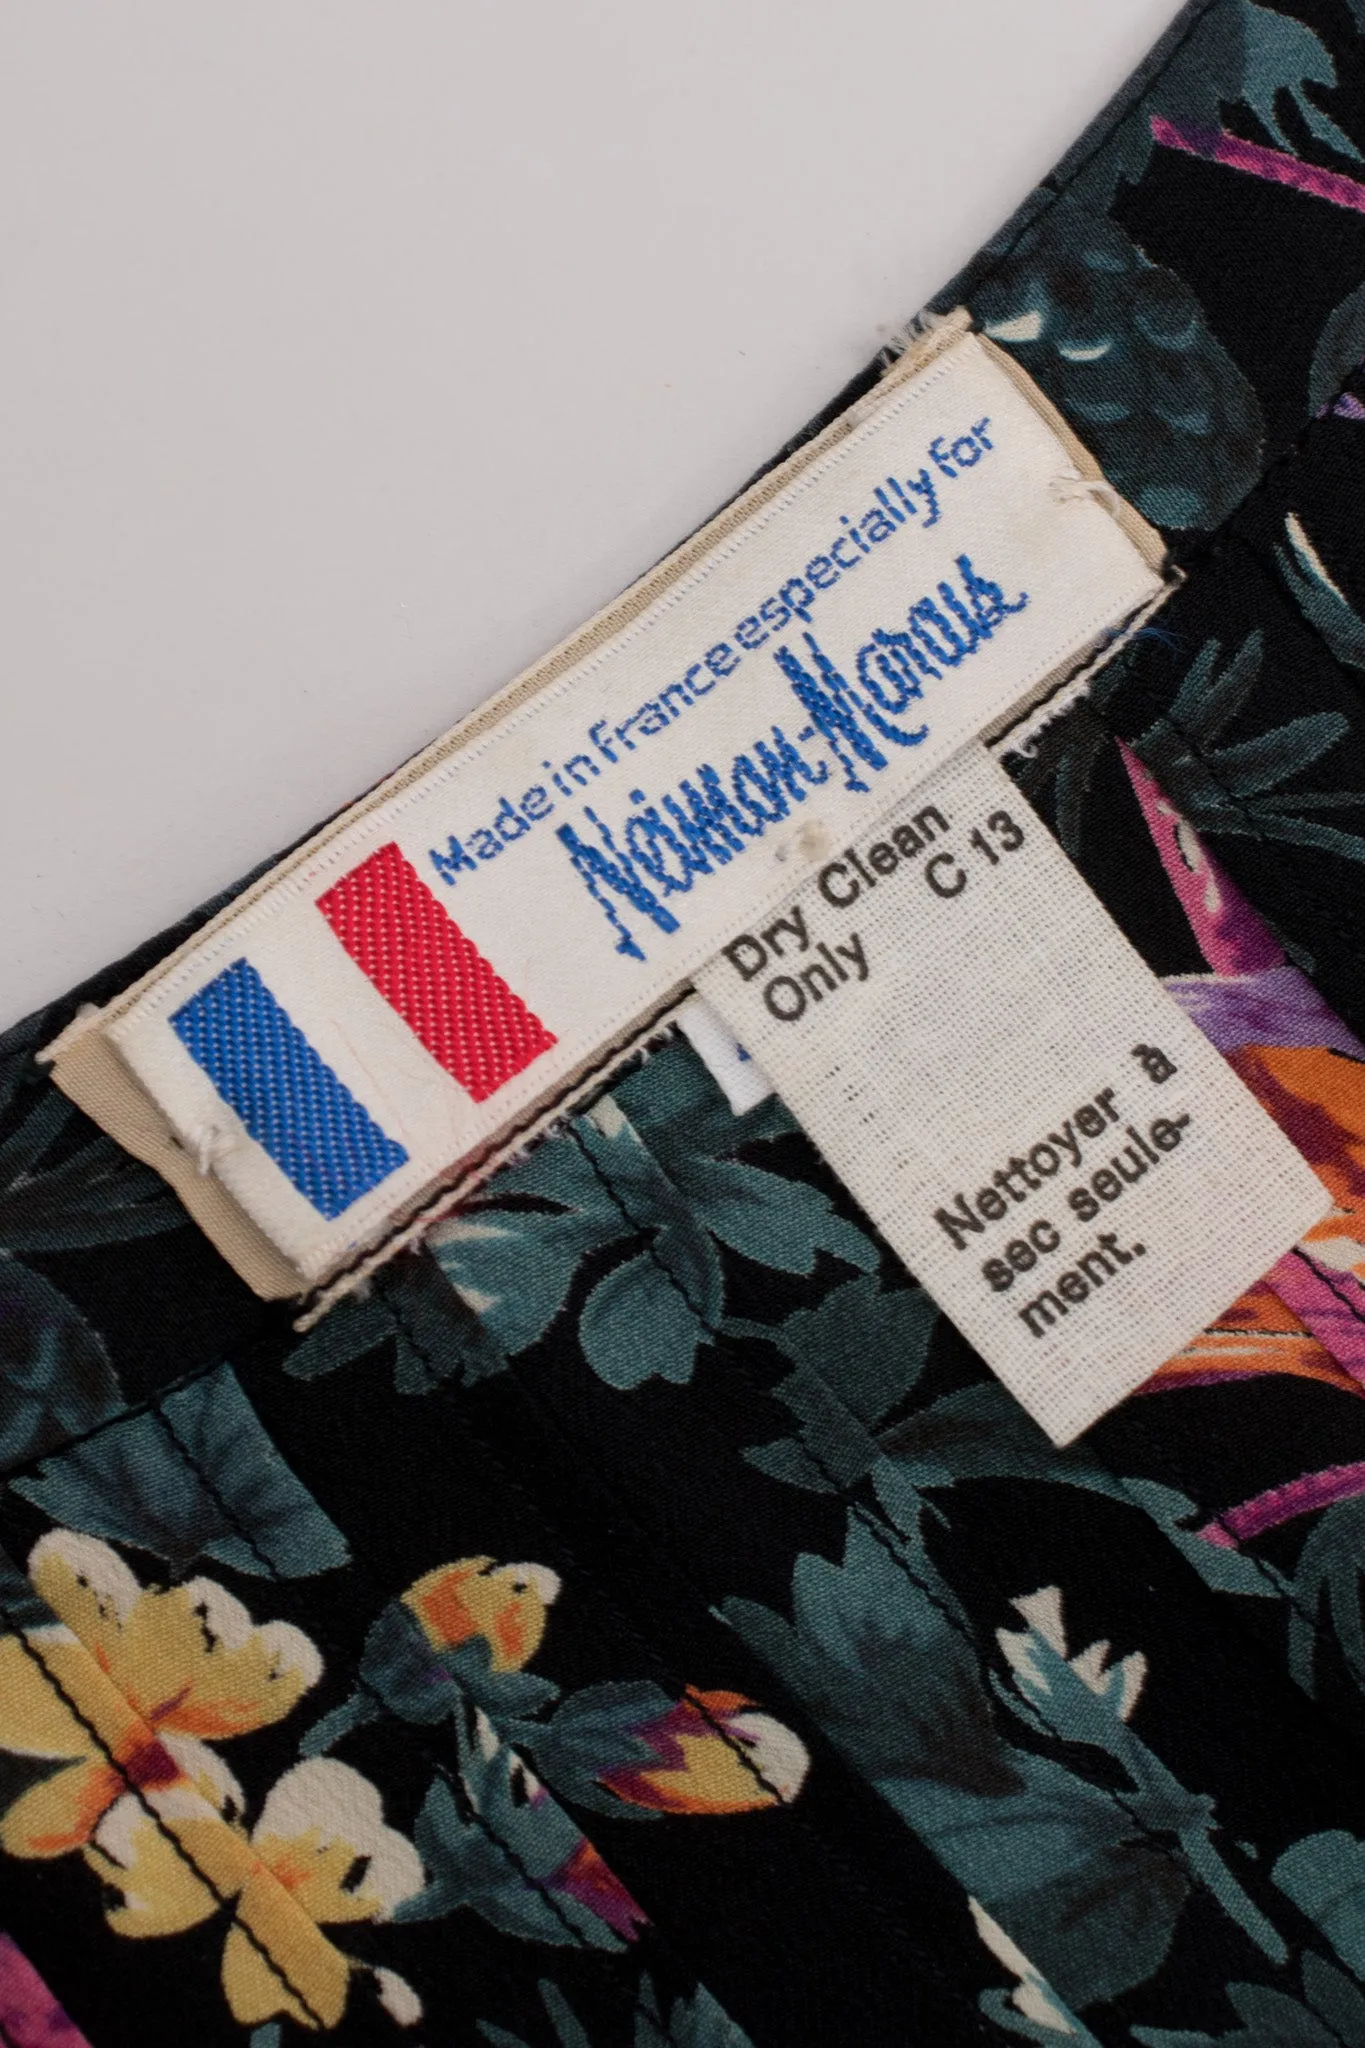 Made in France especially for
Neiman-Marcus
Dry Clean
Only C 13
Nettoyer à
sec seule-
ment.